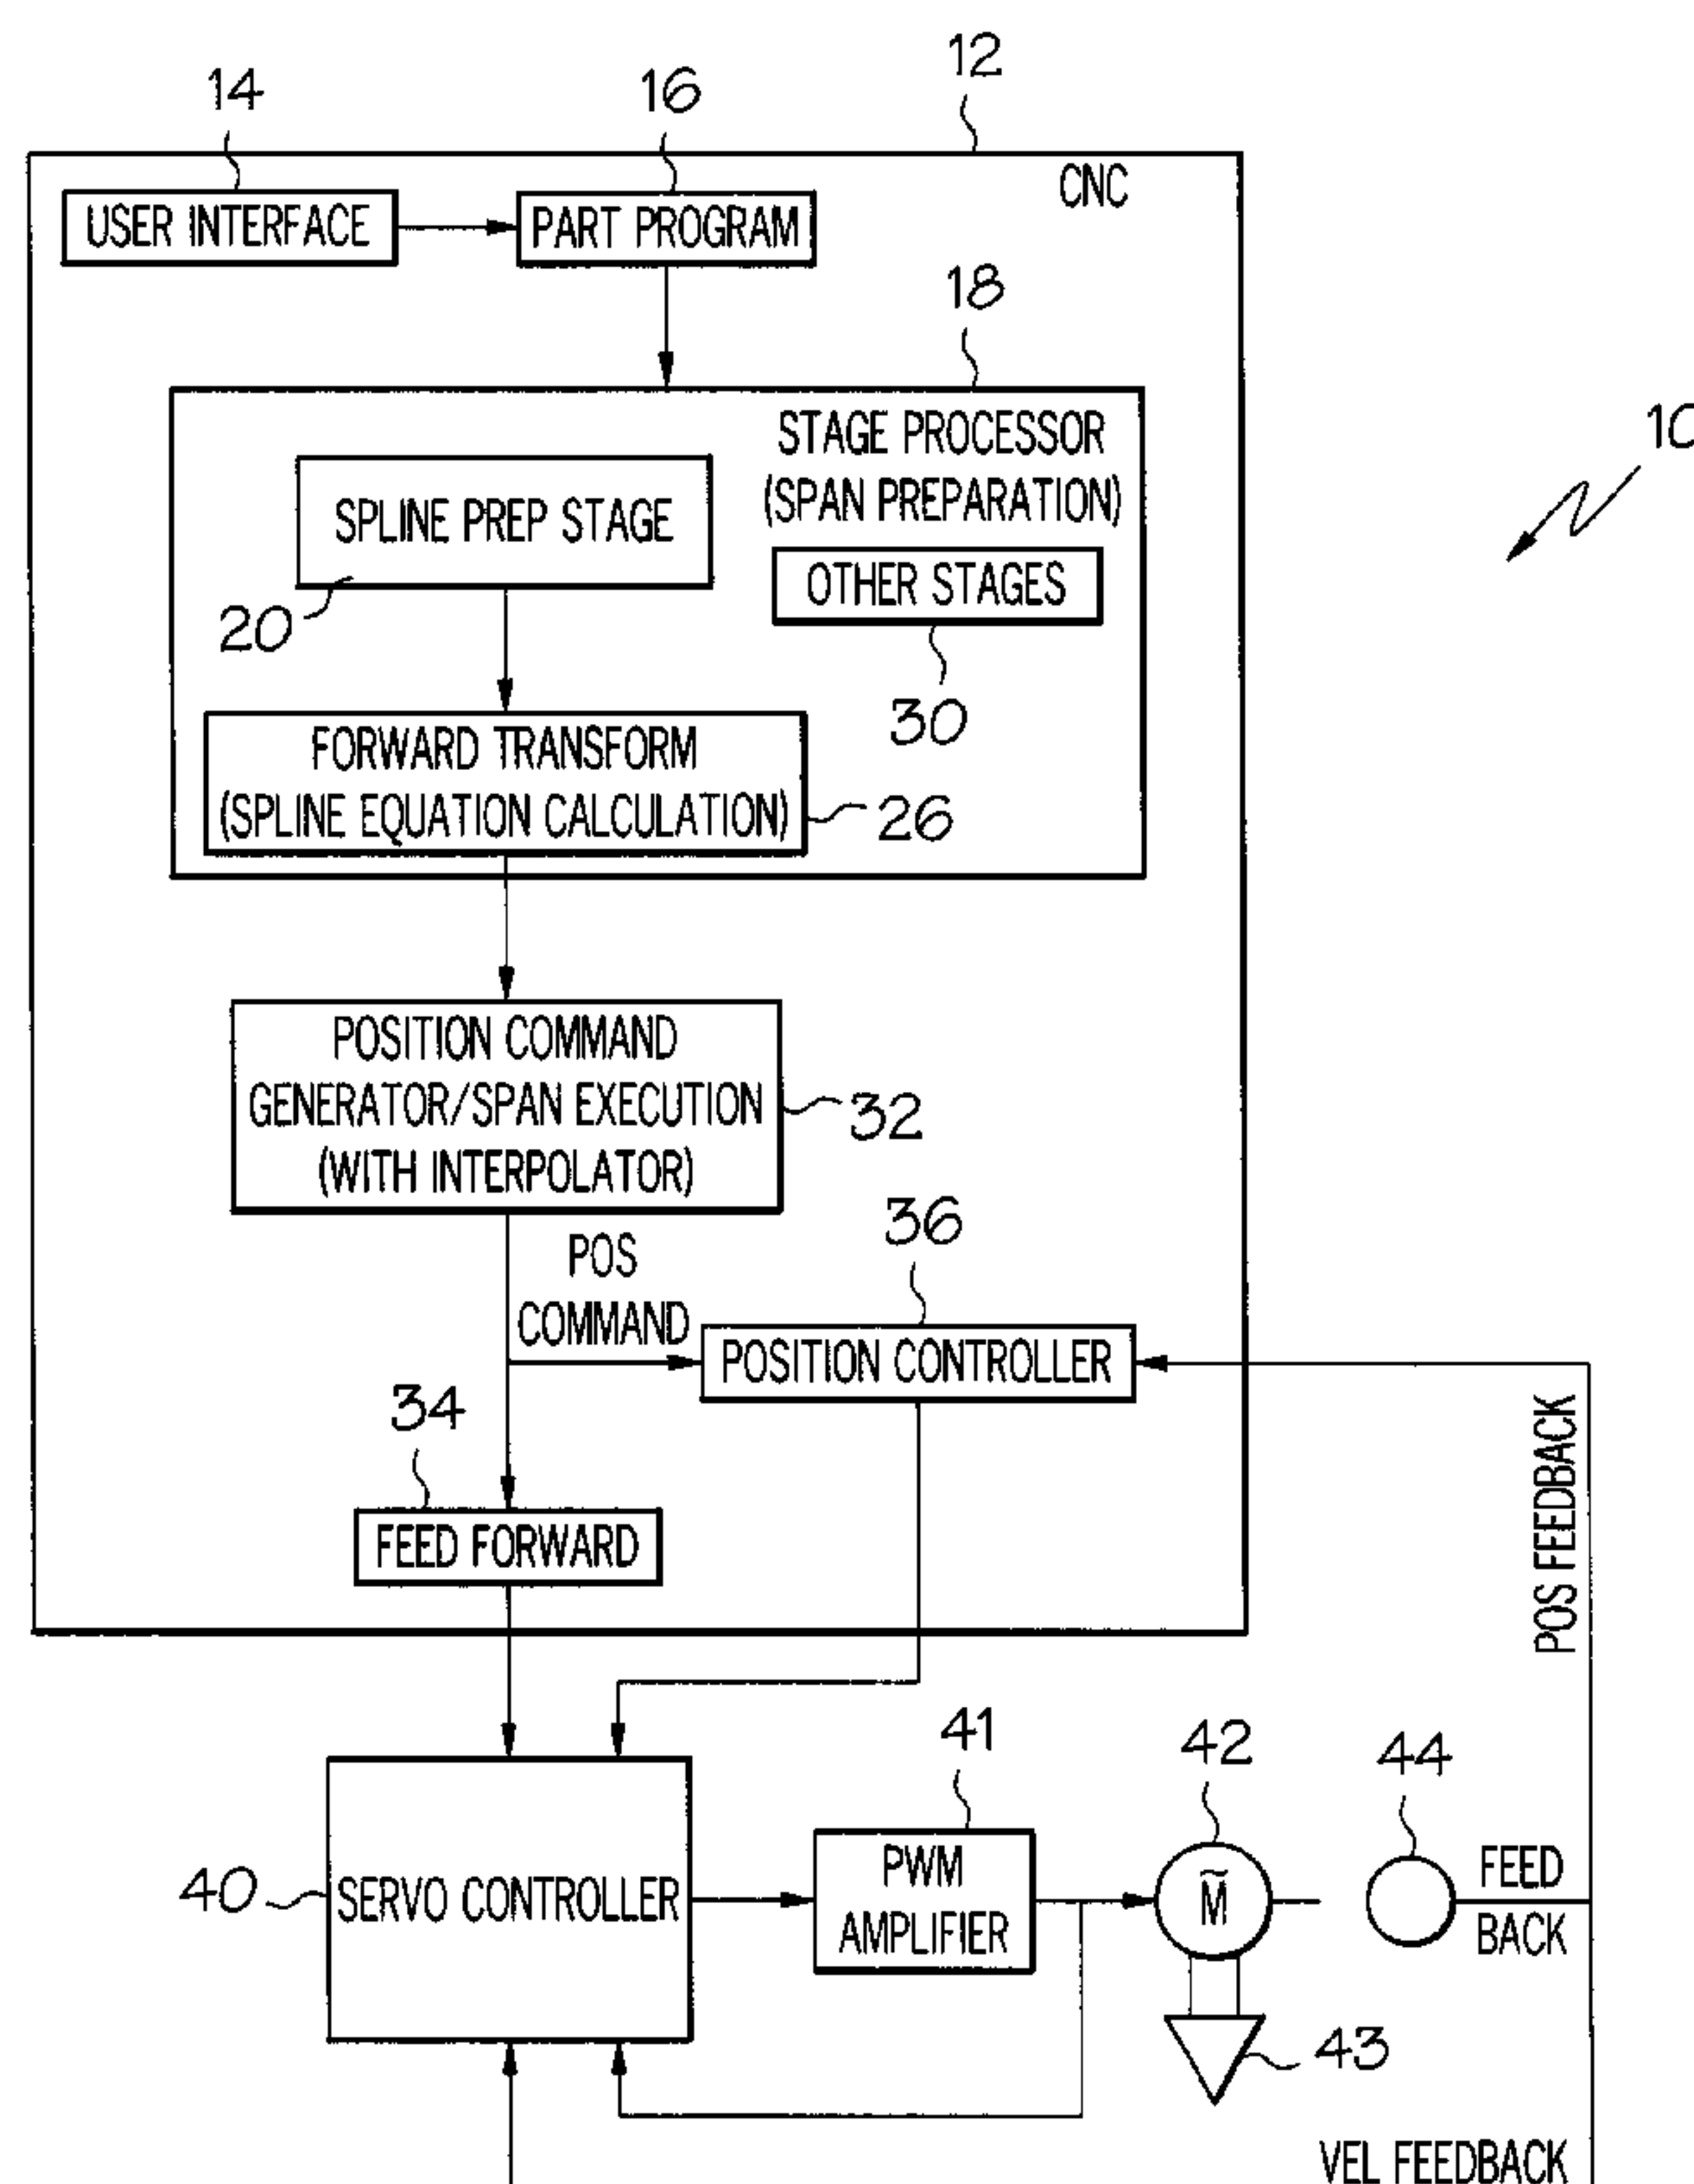 12
14
16
CNC
USER INTERFACE
PART PROGRAM
18
10
STAGE PROCESSOR
(SPAN PREPARATION)
SPLINE PREP STAGE
OTHER STAGES
20
30
FORWARD TRANSFORM
(SPLINE EQUATION CALCULATION)
26
POSITION COMMAND
GENERATOR/SPAN EXECUTION
(WITH INTERPOLATOR)
32
36
POS
COMMAND
POSITION CONTROLLER
34
POS FEEDBACK
FEED FORWARD
41
42
44
40
SERVO CONTROLLER
PWM
AMPLIFIER
M̃
FEED
BACK
43
VEL FEEDBACK